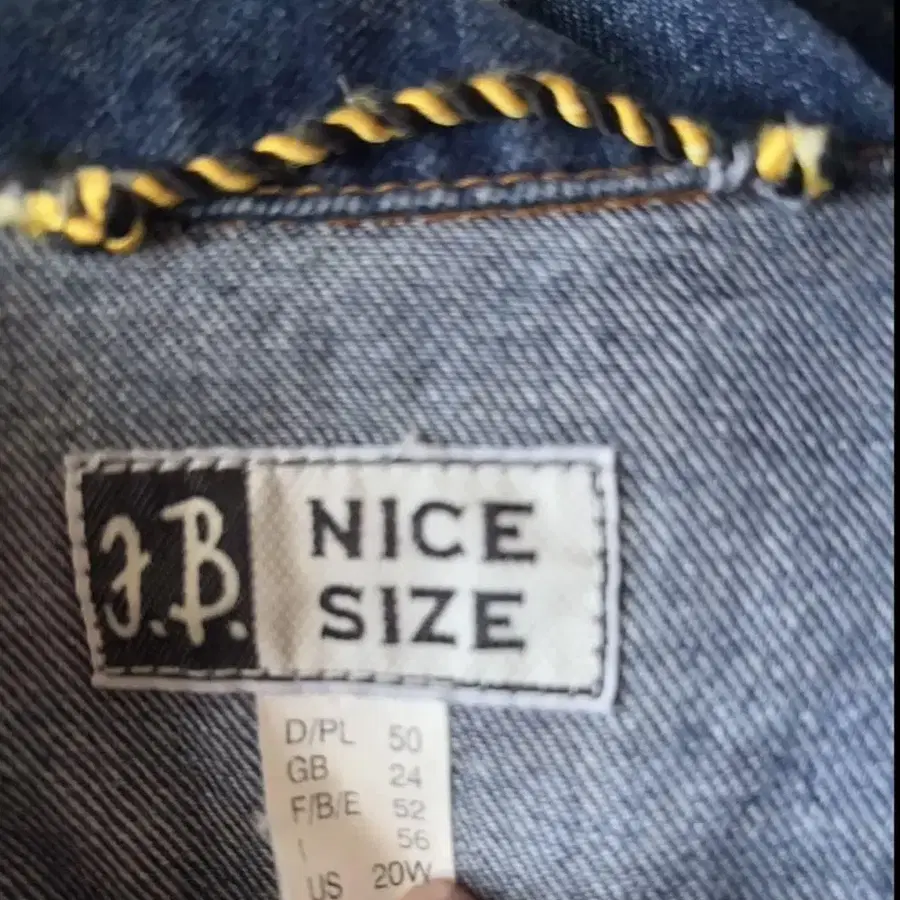 J.B.
NICE
SIZE
D/PL 50
GB 24
F/B/E 52
I 56
US 20W